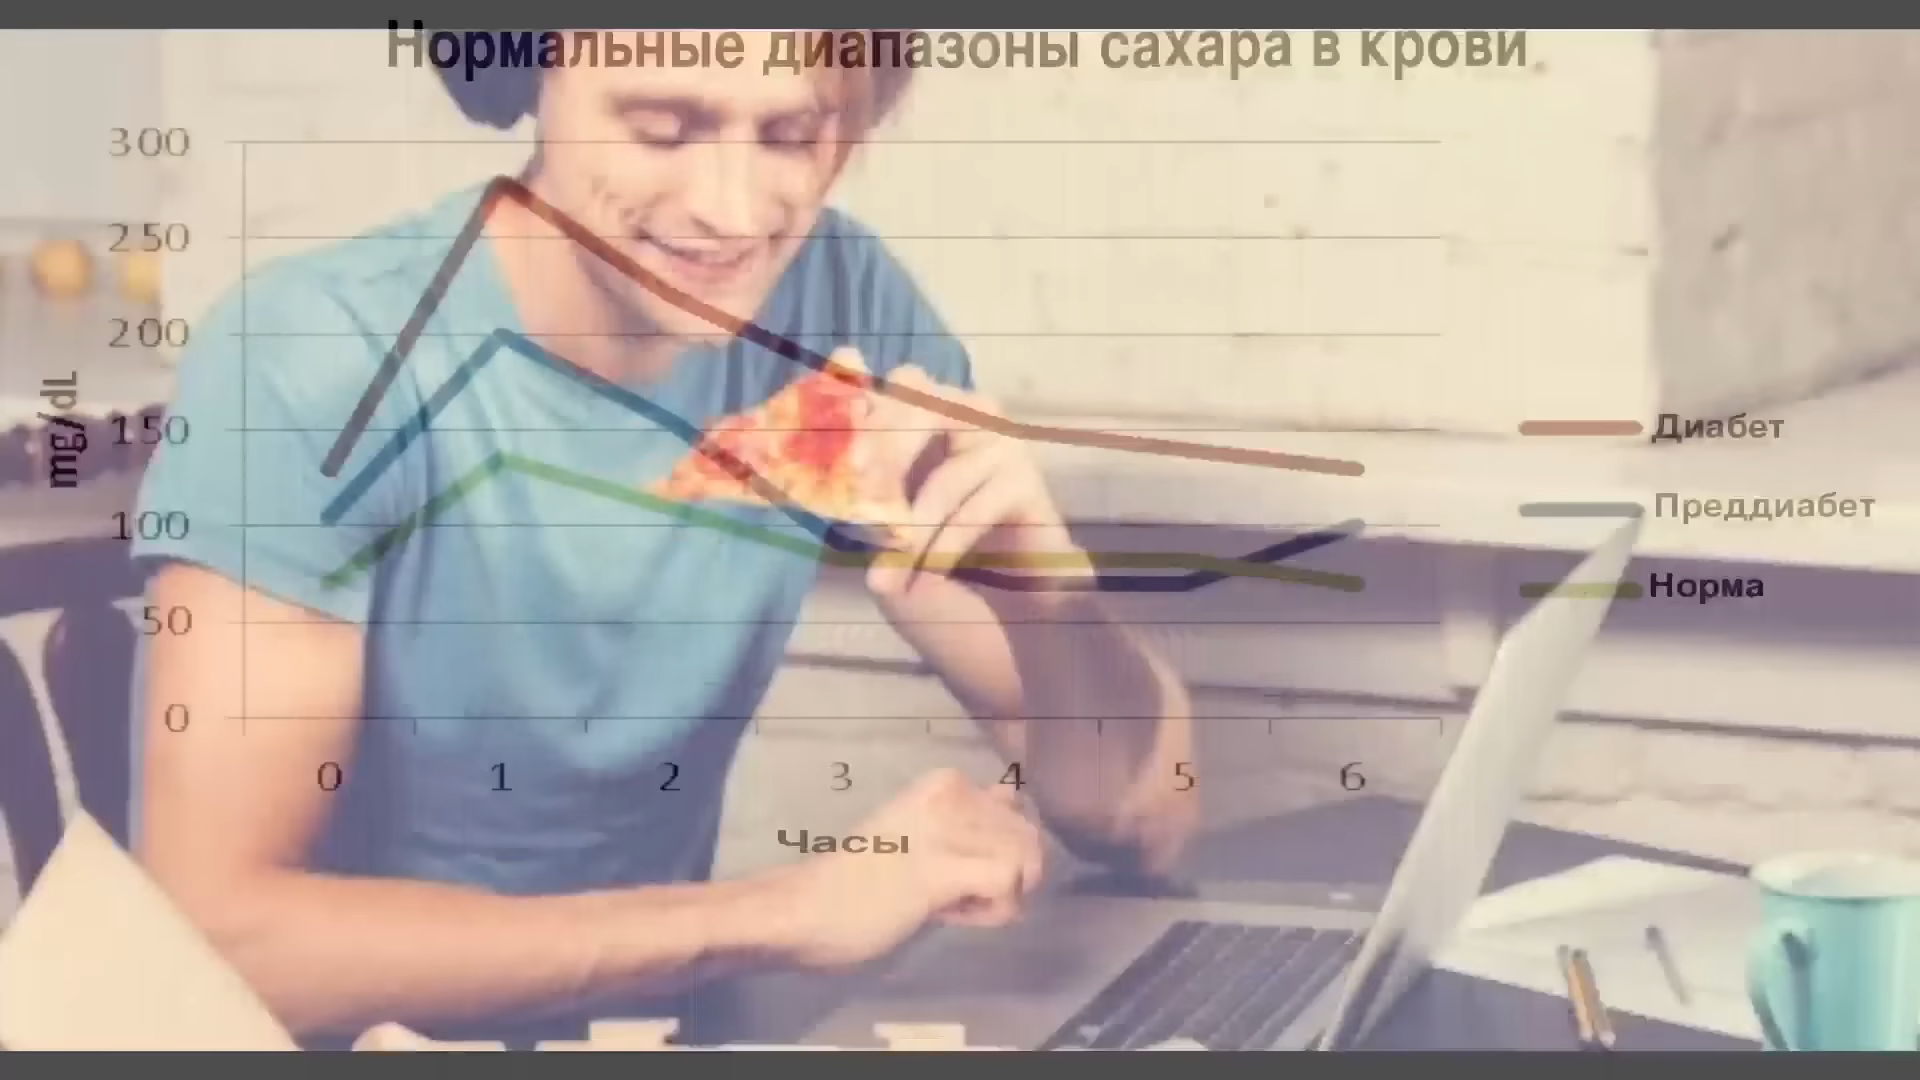 Нормальные диапазоны сахара в крови
300
250
200
150
100
50
0
mg/dL
0 1 2 3 4 5 6
Часы
Диабет
Преддиабет
Норма